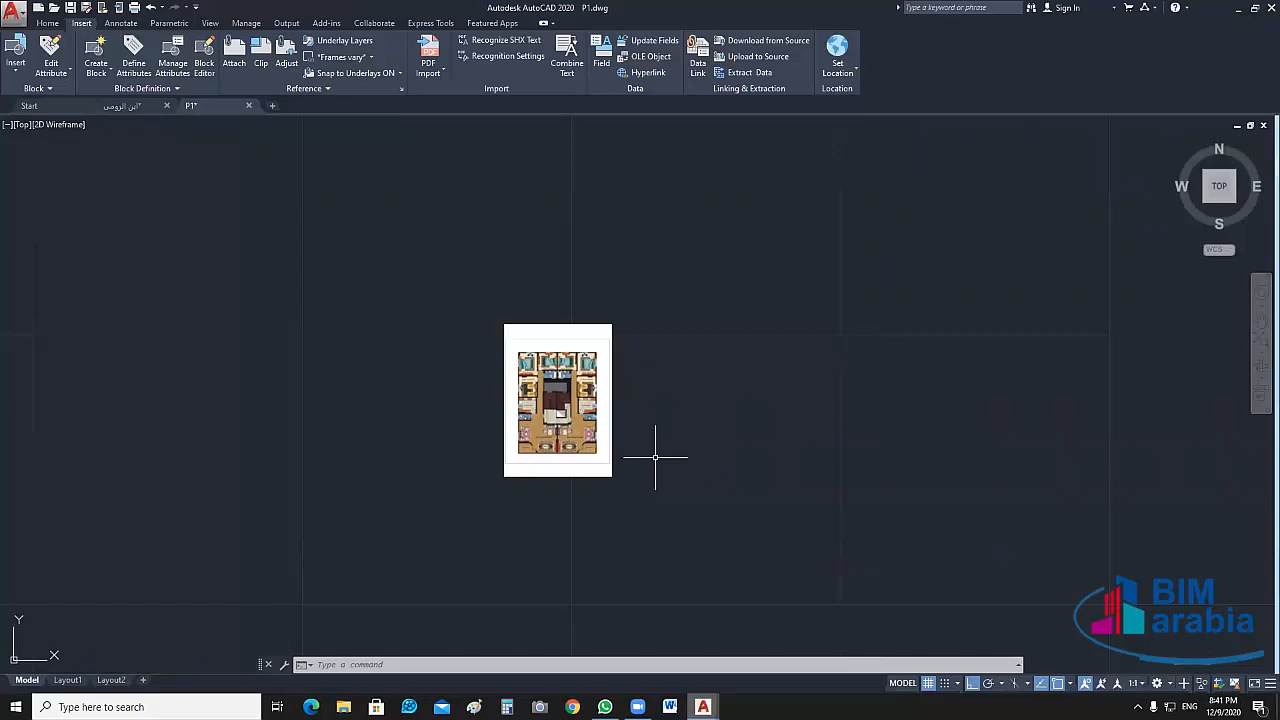 Autodesk AutoCAD 2020 P1.dwg
Type a keyword or phrase
Sign In
Home Insert Annotate Parametric View Manage Output Add-ins Collaborate Express Tools Featured Apps
Insert
Edit Attribute
Create Block
Define Attributes
Manage Attributes
Block Editor
Attach
Clip
Adjust
Underlay Layers
*Frames vary*
Snap to Underlays ON
PDF Import
Recognize SHX Text
Recognition Settings
Combine Text
Field
Update Fields
OLE Object
Hyperlink
Data Link
Download from Source
Upload to Source
Extract Data
Set Location
Block
Block Definition
Reference
Import
Data
Linking & Extraction
Location
Start
ابن الرومى*
P1*
[−][Top][2D Wireframe]
N
W
TOP
E
S
WCS
BIM
arabia
Y
X
Type a command
Model Layout1 Layout2
MODEL
1:1
Type here to search
ENG
8:41 PM
12/9/2020